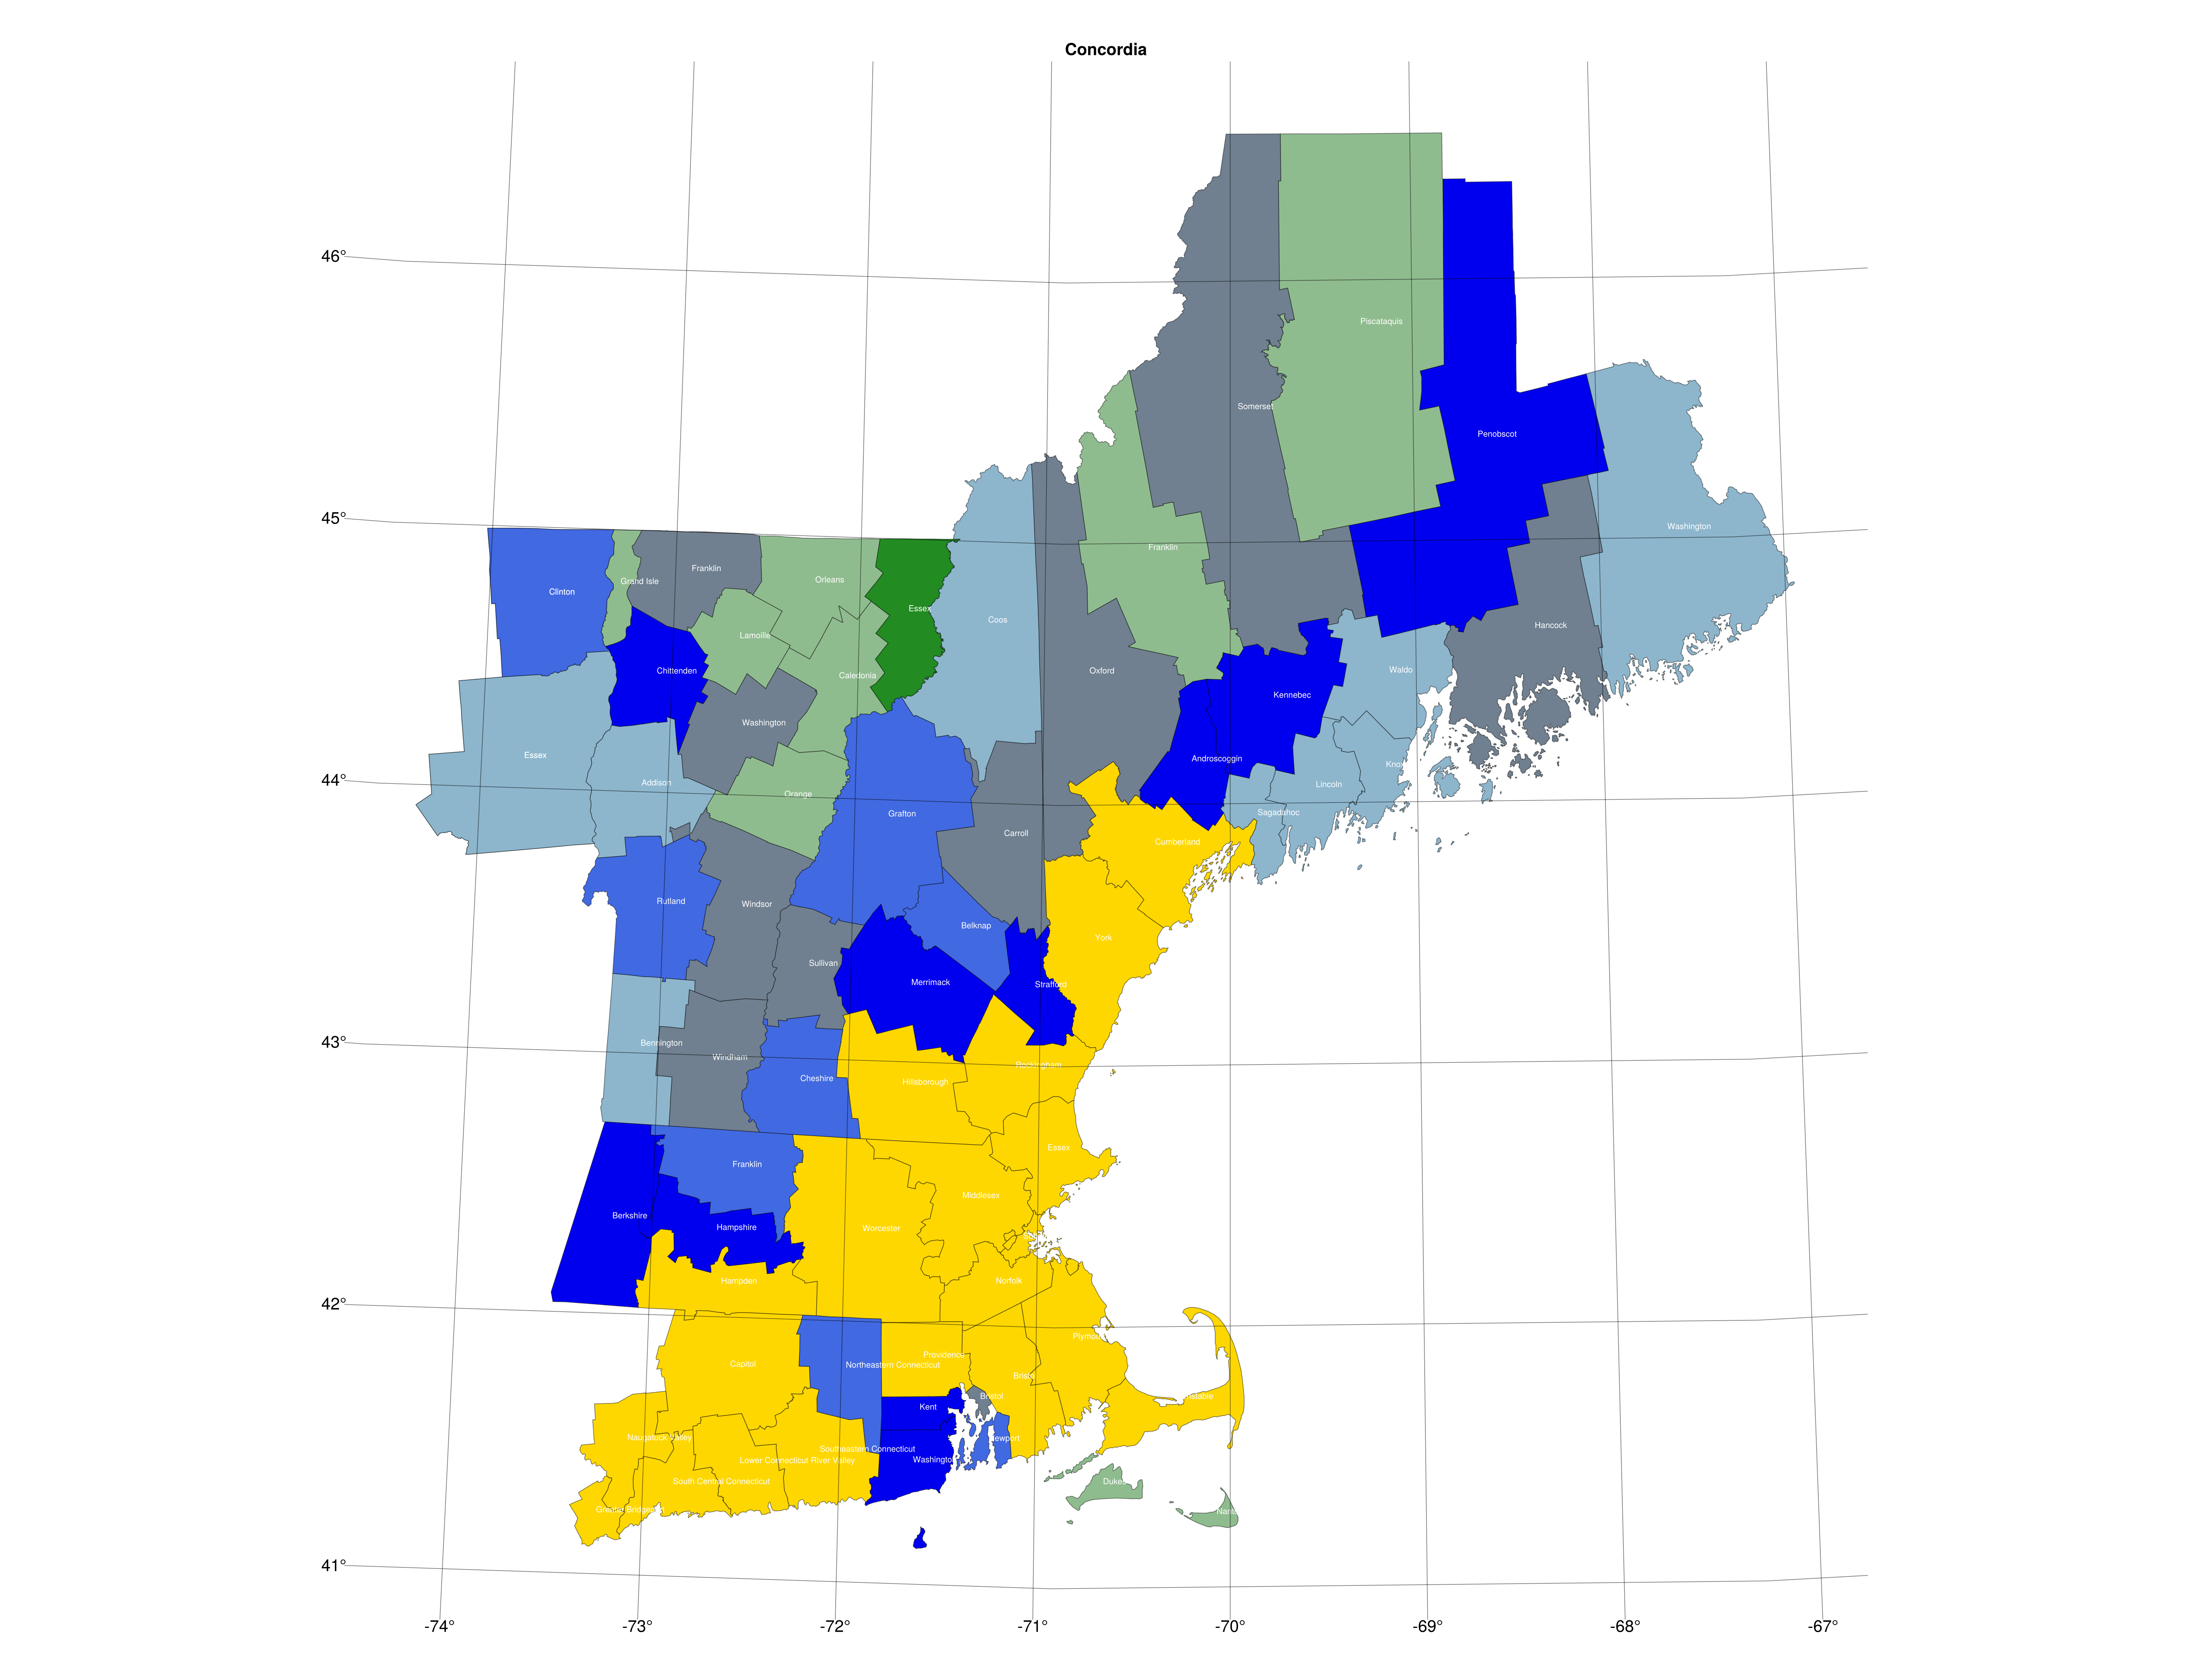 Concordia
46°
Piscataquis
Somerset
Penobscot
45°
Washington
Franklin
Franklin
Grand Isle
Orleans
Clinton
Essex
Coos
Hancock
Lamoille
Chittenden
Caledonia
Oxford
Waldo
Kennebec
Washington
Essex
Androscoggin
Knox
44°
Addison
Lincoln
Orange
Grafton
Sagadahoc
Carroll
Cumberland
Rutland
Windsor
Belknap
York
Sullivan
Merrimack
Strafford
43°
Bennington
Windham
Rockingham
Cheshire
Hillsborough
Essex
Franklin
Middlesex
Berkshire
Hampshire
Worcester
Hampden
Norfolk
42°
Plymouth
Providence
Capitol
Northeastern Connecticut
Bristol
Bristol
Kent
Naugatuck Valley
Newport
Southeastern Connecticut
Lower Connecticut River Valley
Washington
South Central Connecticut
Dukes
Greater Bridgeport
41°
-74°
-73°
-72°
-71°
-70°
-69°
-68°
-67°